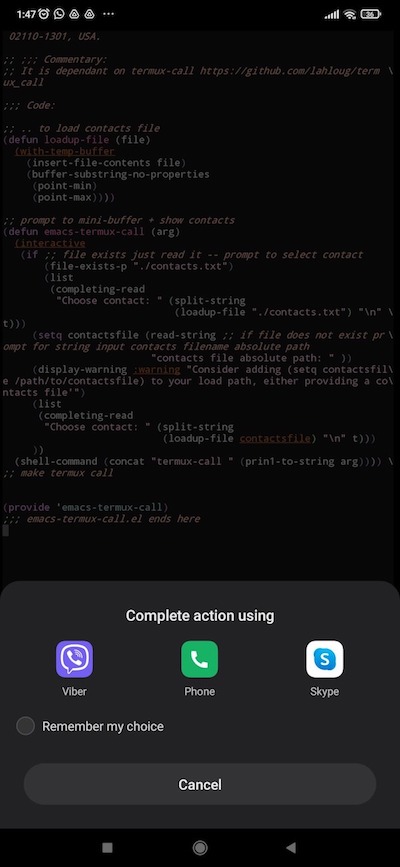 1:47
36
02110-1301, USA.
;; ;;; Commentary:
;; It is dependant on termux-call https://github.com/lahloug/term \
ux_call
;;; Code:
;; .. to load contacts file
(defun loadup-file (file)
(with-temp-buffer
(insert-file-contents file)
(buffer-substring-no-properties
(point-min)
(point-max))))
;; prompt to mini-buffer + show contacts
(defun emacs-termux-call (arg)
(interactive
(if ;; file exists just read it -- prompt to select contact
(file-exists-p "./contacts.txt")
(list
(completing-read
"Choose contact: " (split-string
(loadup-file "./contacts.txt") "\n" \
t)))
(setq contactsfile (read-string ;; if file does not exist pr\
ompt for string input contacts filename absolute path
"contacts file absolute path: " ))
(display-warning :warning "Consider adding (setq contactsfil\
e /path/to/contactsfile) to your load path, either providing a co\
ntacts file'")
(list
(completing-read
"Choose contact: " (split-string
(loadup-file contactsfile) "\n" t)))
))
(shell-command (concat "termux-call " (prin1-to-string arg)))) \
;; make termux call
(provide 'emacs-termux-call)
;;; emacs-termux-call.el ends here
Complete action using
Viber Phone Skype
Remember my choice
Cancel